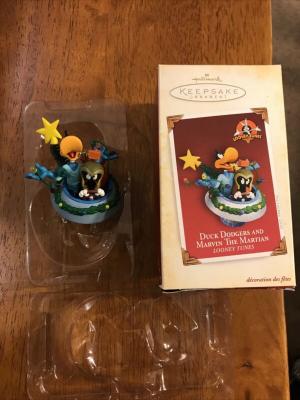 Hallmark
KEEPSAKE
ORNAMENT
LOONEY TUNES
DUCK DODGERS AND
MARVIN THE MARTIAN
LOONEY TUNES
décoration des fêtes